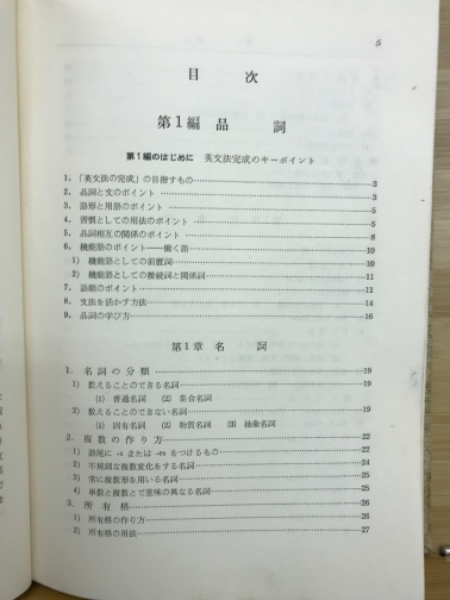 5
目 次
第1編 品 詞
第1編のはじめに 英文法完成のキーポイント
1. 「英文法の完成」の目指すもの……3
2. 品詞と文のポイント……3
3. 語形と用語のポイント……5
4. 習慣としての用法のポイント……5
5. 品詞相互の関係のポイント……8
6. 機能語のポイント——働く語……10
1) 機能語としての前置詞……10
2) 機能語としての接続詞と関係詞……11
7. 語順のポイント……11
8. 文法を活かす方法……14
9. 品詞の学び方……16
第1章 名 詞
1. 名詞の分類……19
1) 数えることのできる名詞……19
⑴ 普通名詞 ⑵ 集合名詞
2) 数えることのできない名詞……19
⑴ 固有名詞 ⑵ 物質名詞 ⑶ 抽象名詞
2. 複数の作り方……22
1) 語尾に -s または -es をつけるもの……22
2) 不規則な複数変化をする名詞……24
3) 常に複数形を用いる名詞……25
4) 単数と複数とで意味の異なる名詞……26
3. 所有格……26
1) 所有格の作り方……26
2) 所有格の用法……27